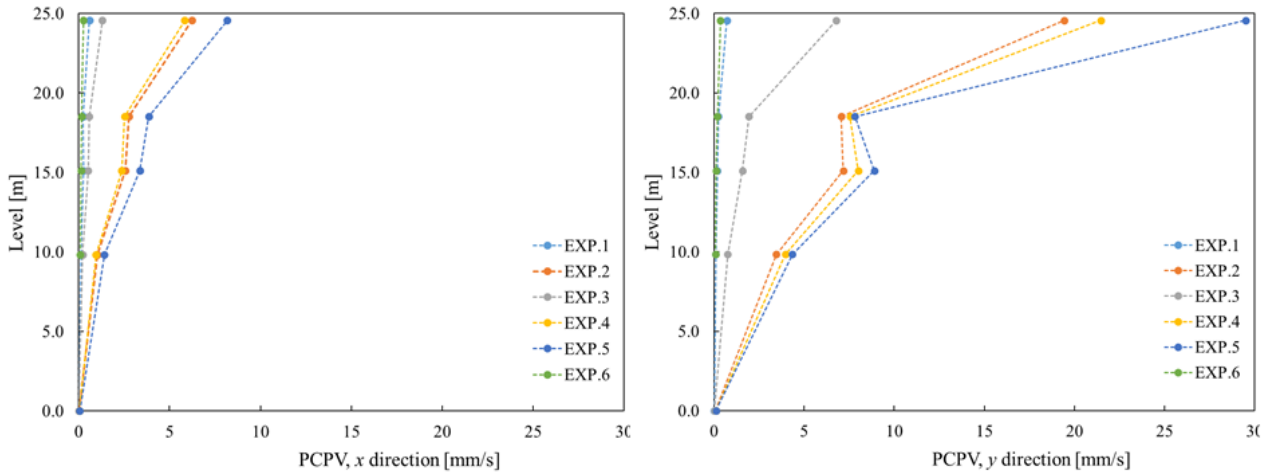 25.0
20.0
15.0
10.0
5.0
0.0
Level [m]
0
5
10
15
20
25
30
PCPV, x direction [mm/s]
EXP.1
EXP.2
EXP.3
EXP.4
EXP.5
EXP.6
25.0
20.0
15.0
10.0
5.0
0.0
Level [m]
0
5
10
15
20
25
30
PCPV, y direction [mm/s]
EXP.1
EXP.2
EXP.3
EXP.4
EXP.5
EXP.6